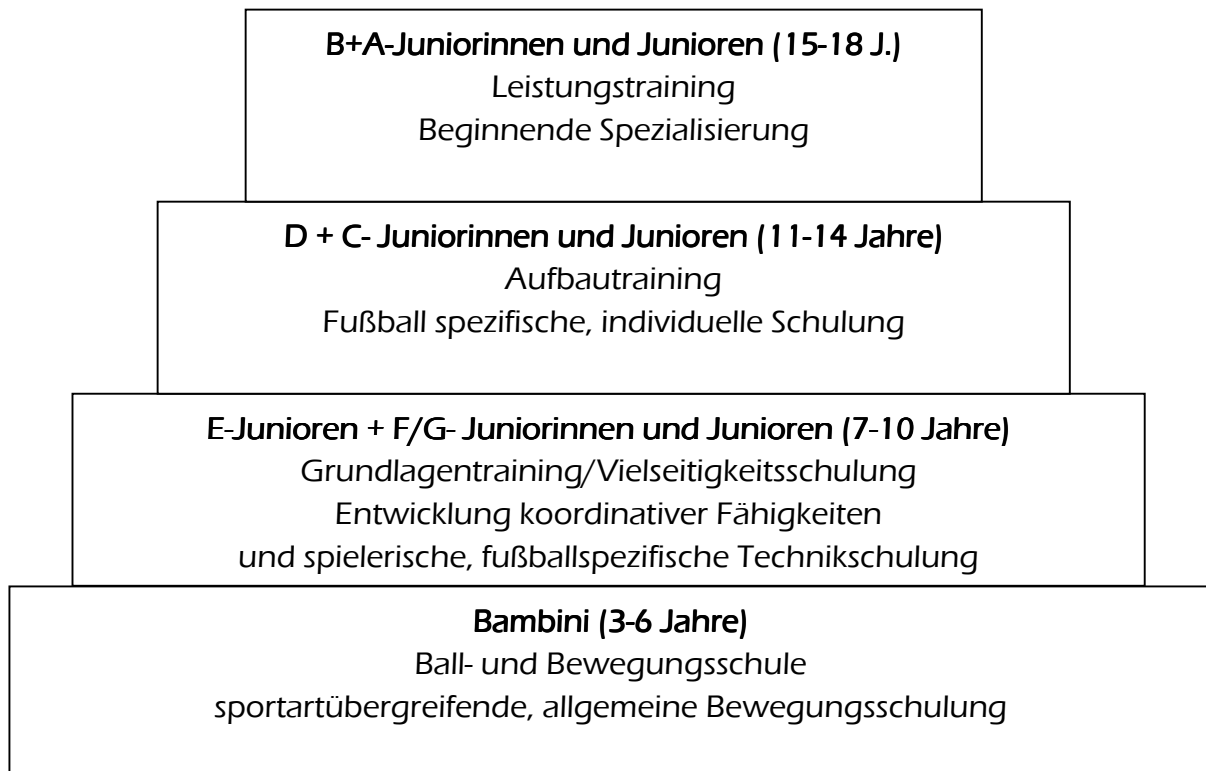 B+A-Juniorinnen und Junioren (15-18 J.)
Leistungstraining
Beginnende Spezialisierung
D + C- Juniorinnen und Junioren (11-14 Jahre)
Aufbautraining
Fußball spezifische, individuelle Schulung
E-Junioren + F/G- Juniorinnen und Junioren (7-10 Jahre)
Grundlagentraining/Vielseitigkeitsschulung
Entwicklung koordinativer Fähigkeiten
und spielerische, fußballspezifische Technikschulung
Bambini (3-6 Jahre)
Ball- und Bewegungsschule
sportartübergreifende, allgemeine Bewegungsschulung